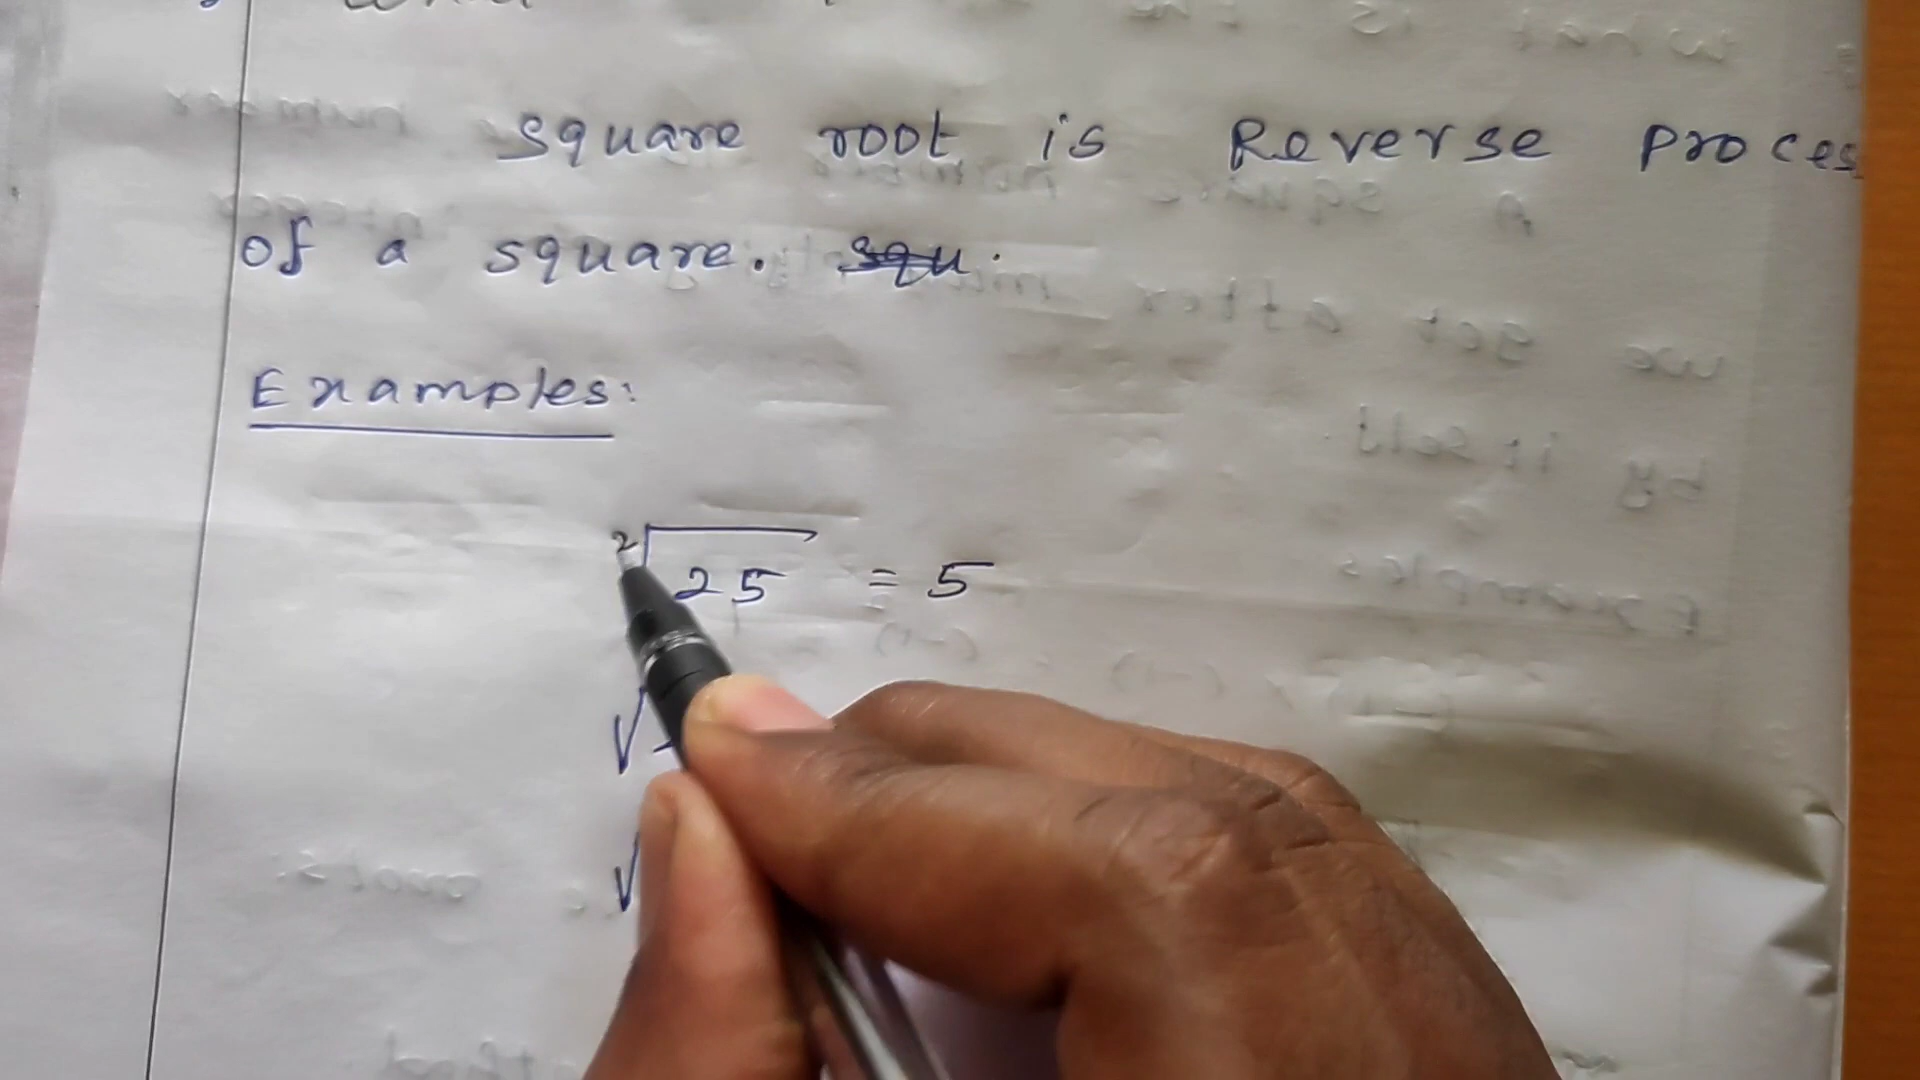 square root is Reverse proces
of a square. squ.
Examples:
²√25 = 5
√
√